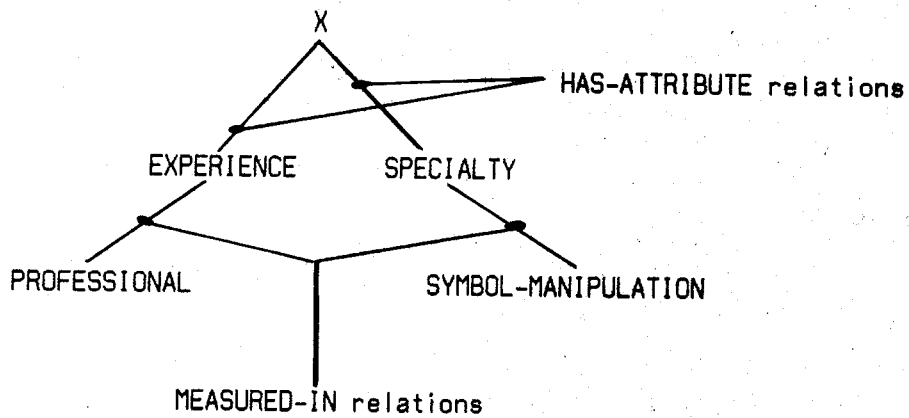 X
HAS-ATTRIBUTE relations
EXPERIENCE SPECIALTY
PROFESSIONAL SYMBOL-MANIPULATION
MEASURED-IN relations